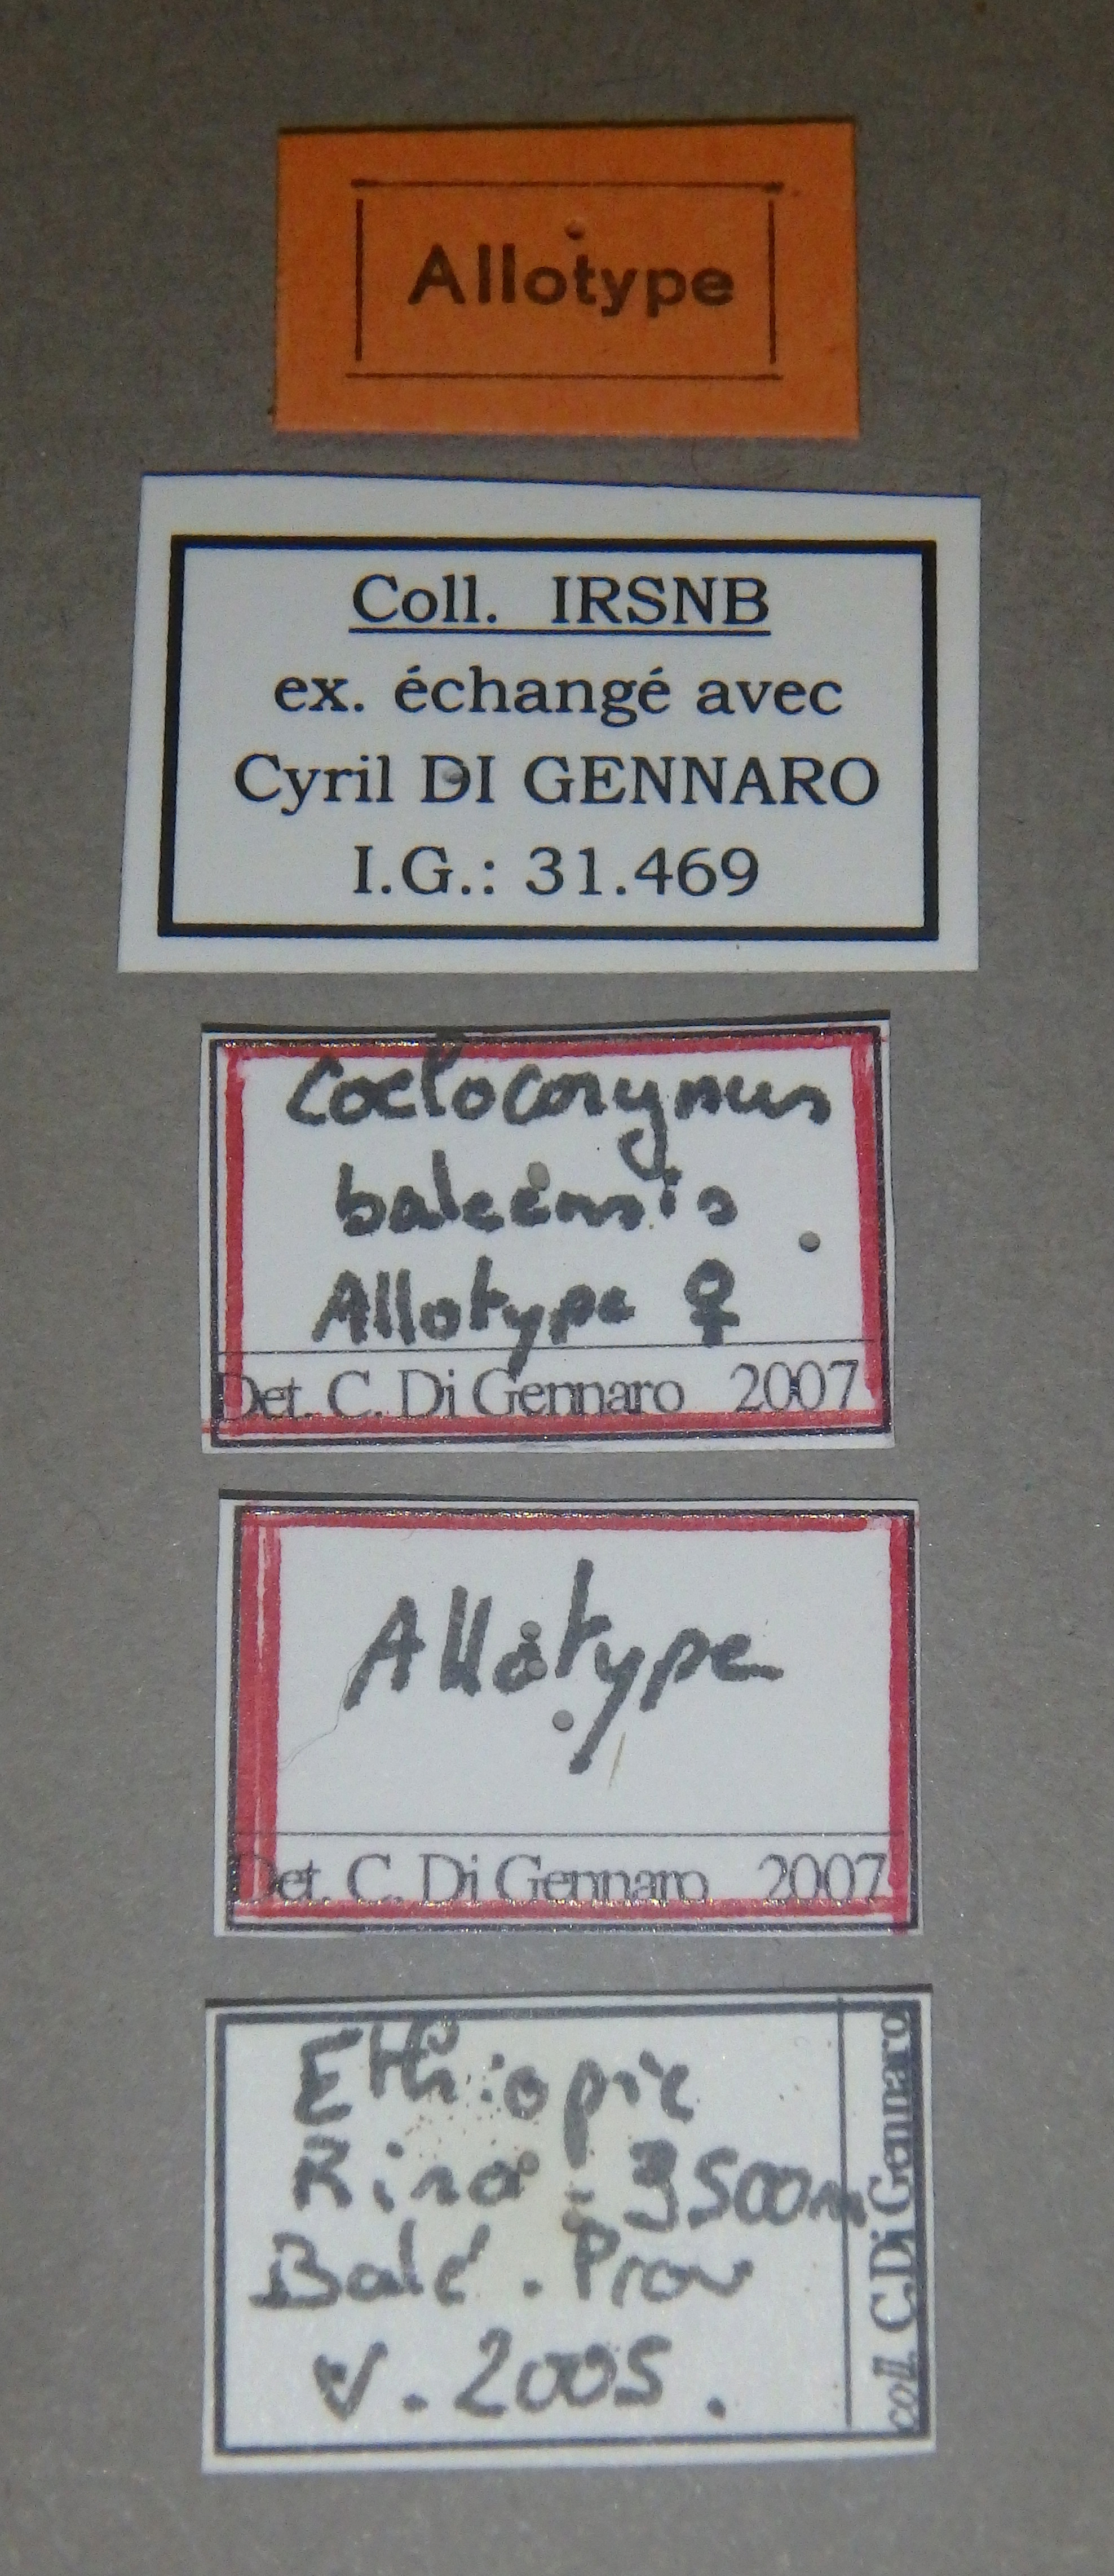 Allotype
Coll. IRSNB
ex. échangé avec
Cyril DI GENNARO
I.G.: 31.469
Coelocorynus
baleensis
Allotype ♀
Det. C. Di Gennaro 2007
Allotype
Det. C. Di Gennaro 2007
Ethiopie
Rira - 3500m
Balé . Prov
V . 2005 .
coll. C.Di Gennaro